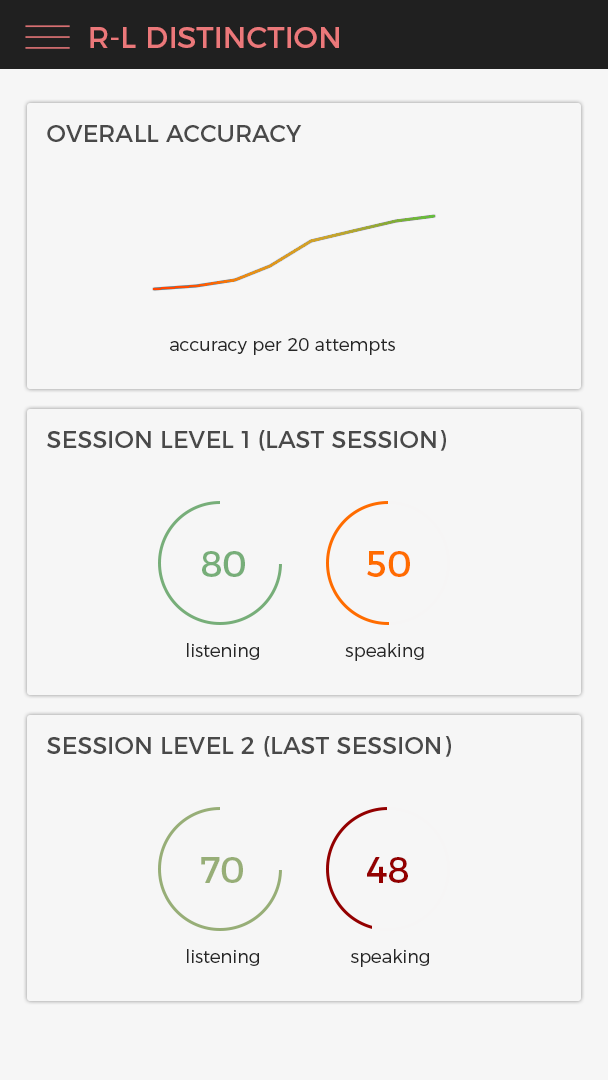 R-L DISTINCTION
OVERALL ACCURACY
accuracy per 20 attempts
SESSION LEVEL 1 (LAST SESSION)
80 50
listening speaking
SESSION LEVEL 2 (LAST SESSION)
70 48
listening speaking